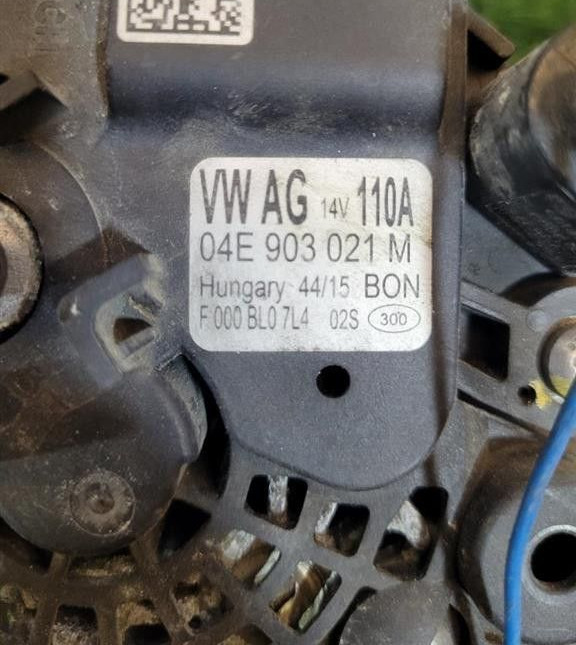 VW AG 14V 110A
04E 903 021 M
Hungary 44/15 BON
F 000 BL0 7L4 02S 300